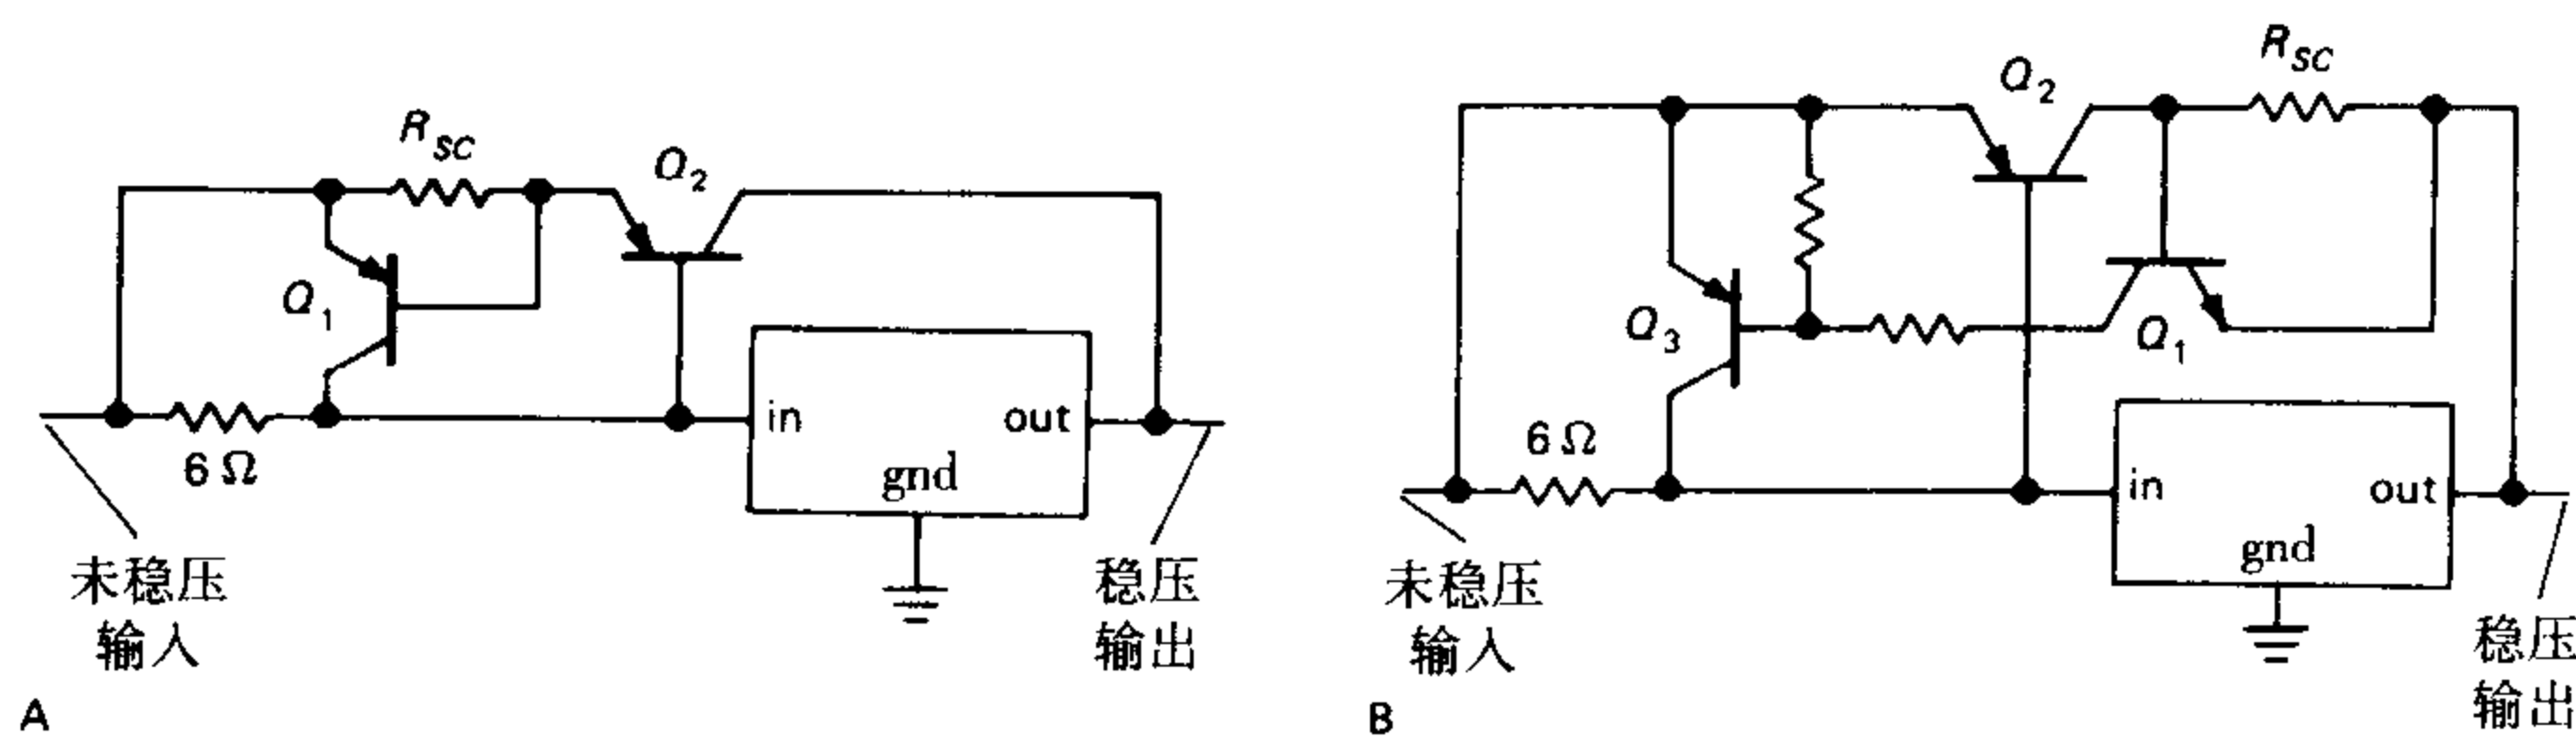 R_SC
Q_2
Q_1
6 Ω
in
out
gnd
未稳压
输入
稳压
输出
A
R_SC
Q_2
Q_3
Q_1
6 Ω
in
out
gnd
未稳压
输入
稳压
输出
B